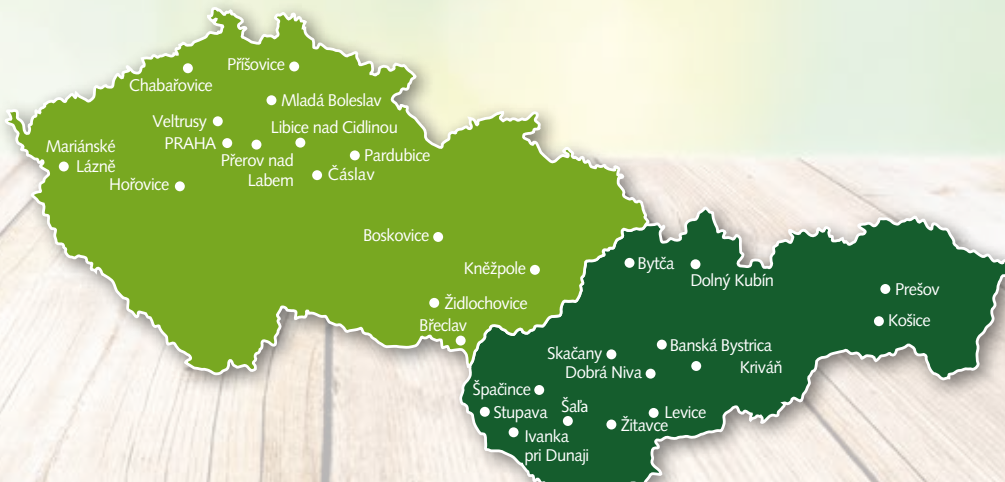 Příšovice
Chabařovice
Mladá Boleslav
Veltrusy
Libice nad Cidlinou
PRAHA
Mariánské
Lázně
Přerov nad
Labem
Pardubice
Čáslav
Hořovice
Boskovice
Kněžpole
Židlochovice
Břeclav
Bytča
Dolný Kubín
Prešov
Košice
Banská Bystrica
Skačany
Kriváň
Dobrá Niva
Špačince
Šaľa
Levice
Stupava
Žitavce
Ivanka
pri Dunaji